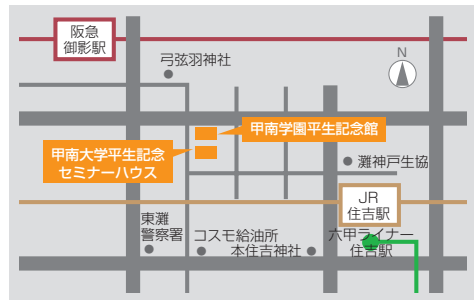 阪急
御影駅
弓弦羽神社
N
甲南学園平生記念館
甲南大学平生記念
セミナーハウス
灘神戸生協
JR
住吉駅
東灘
警察署
コスモ給油所
本住吉神社
六甲ライナー
住吉駅